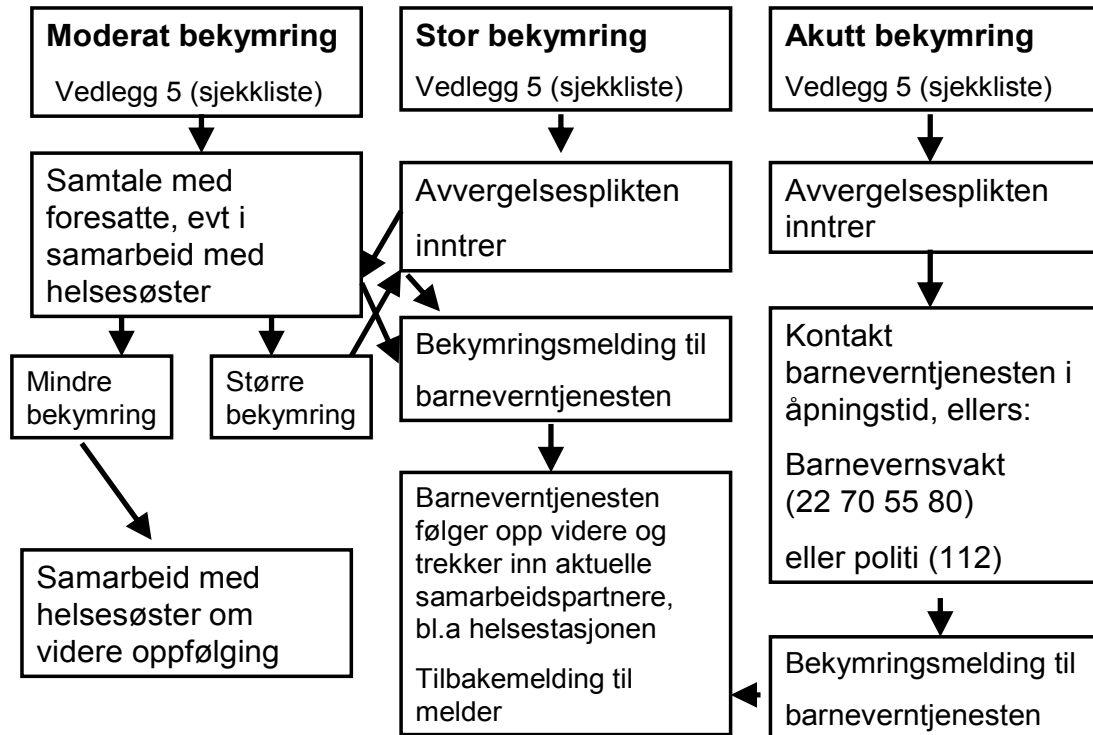 Moderat bekymring
Vedlegg 5 (sjekkliste)
Samtale med
foresatte, evt i
samarbeid med
helsesøster
Mindre
bekymring
Større
bekymring
Samarbeid med
helsesøster om
videre oppfølging
Stor bekymring
Vedlegg 5 (sjekkliste)
Avvergelsesplikten
inntrer
Bekymringsmelding til
barneverntjenesten
Barneverntjenesten
følger opp videre og
trekker inn aktuelle
samarbeidspartnere,
bl.a helsestasjonen
Tilbakemelding til
melder
Akutt bekymring
Vedlegg 5 (sjekkliste)
Avvergelsesplikten
inntrer
Kontakt
barneverntjenesten i
åpningstid, ellers:
Barnevernsvakt
(22 70 55 80)
eller politi (112)
Bekymringsmelding til
barneverntjenesten